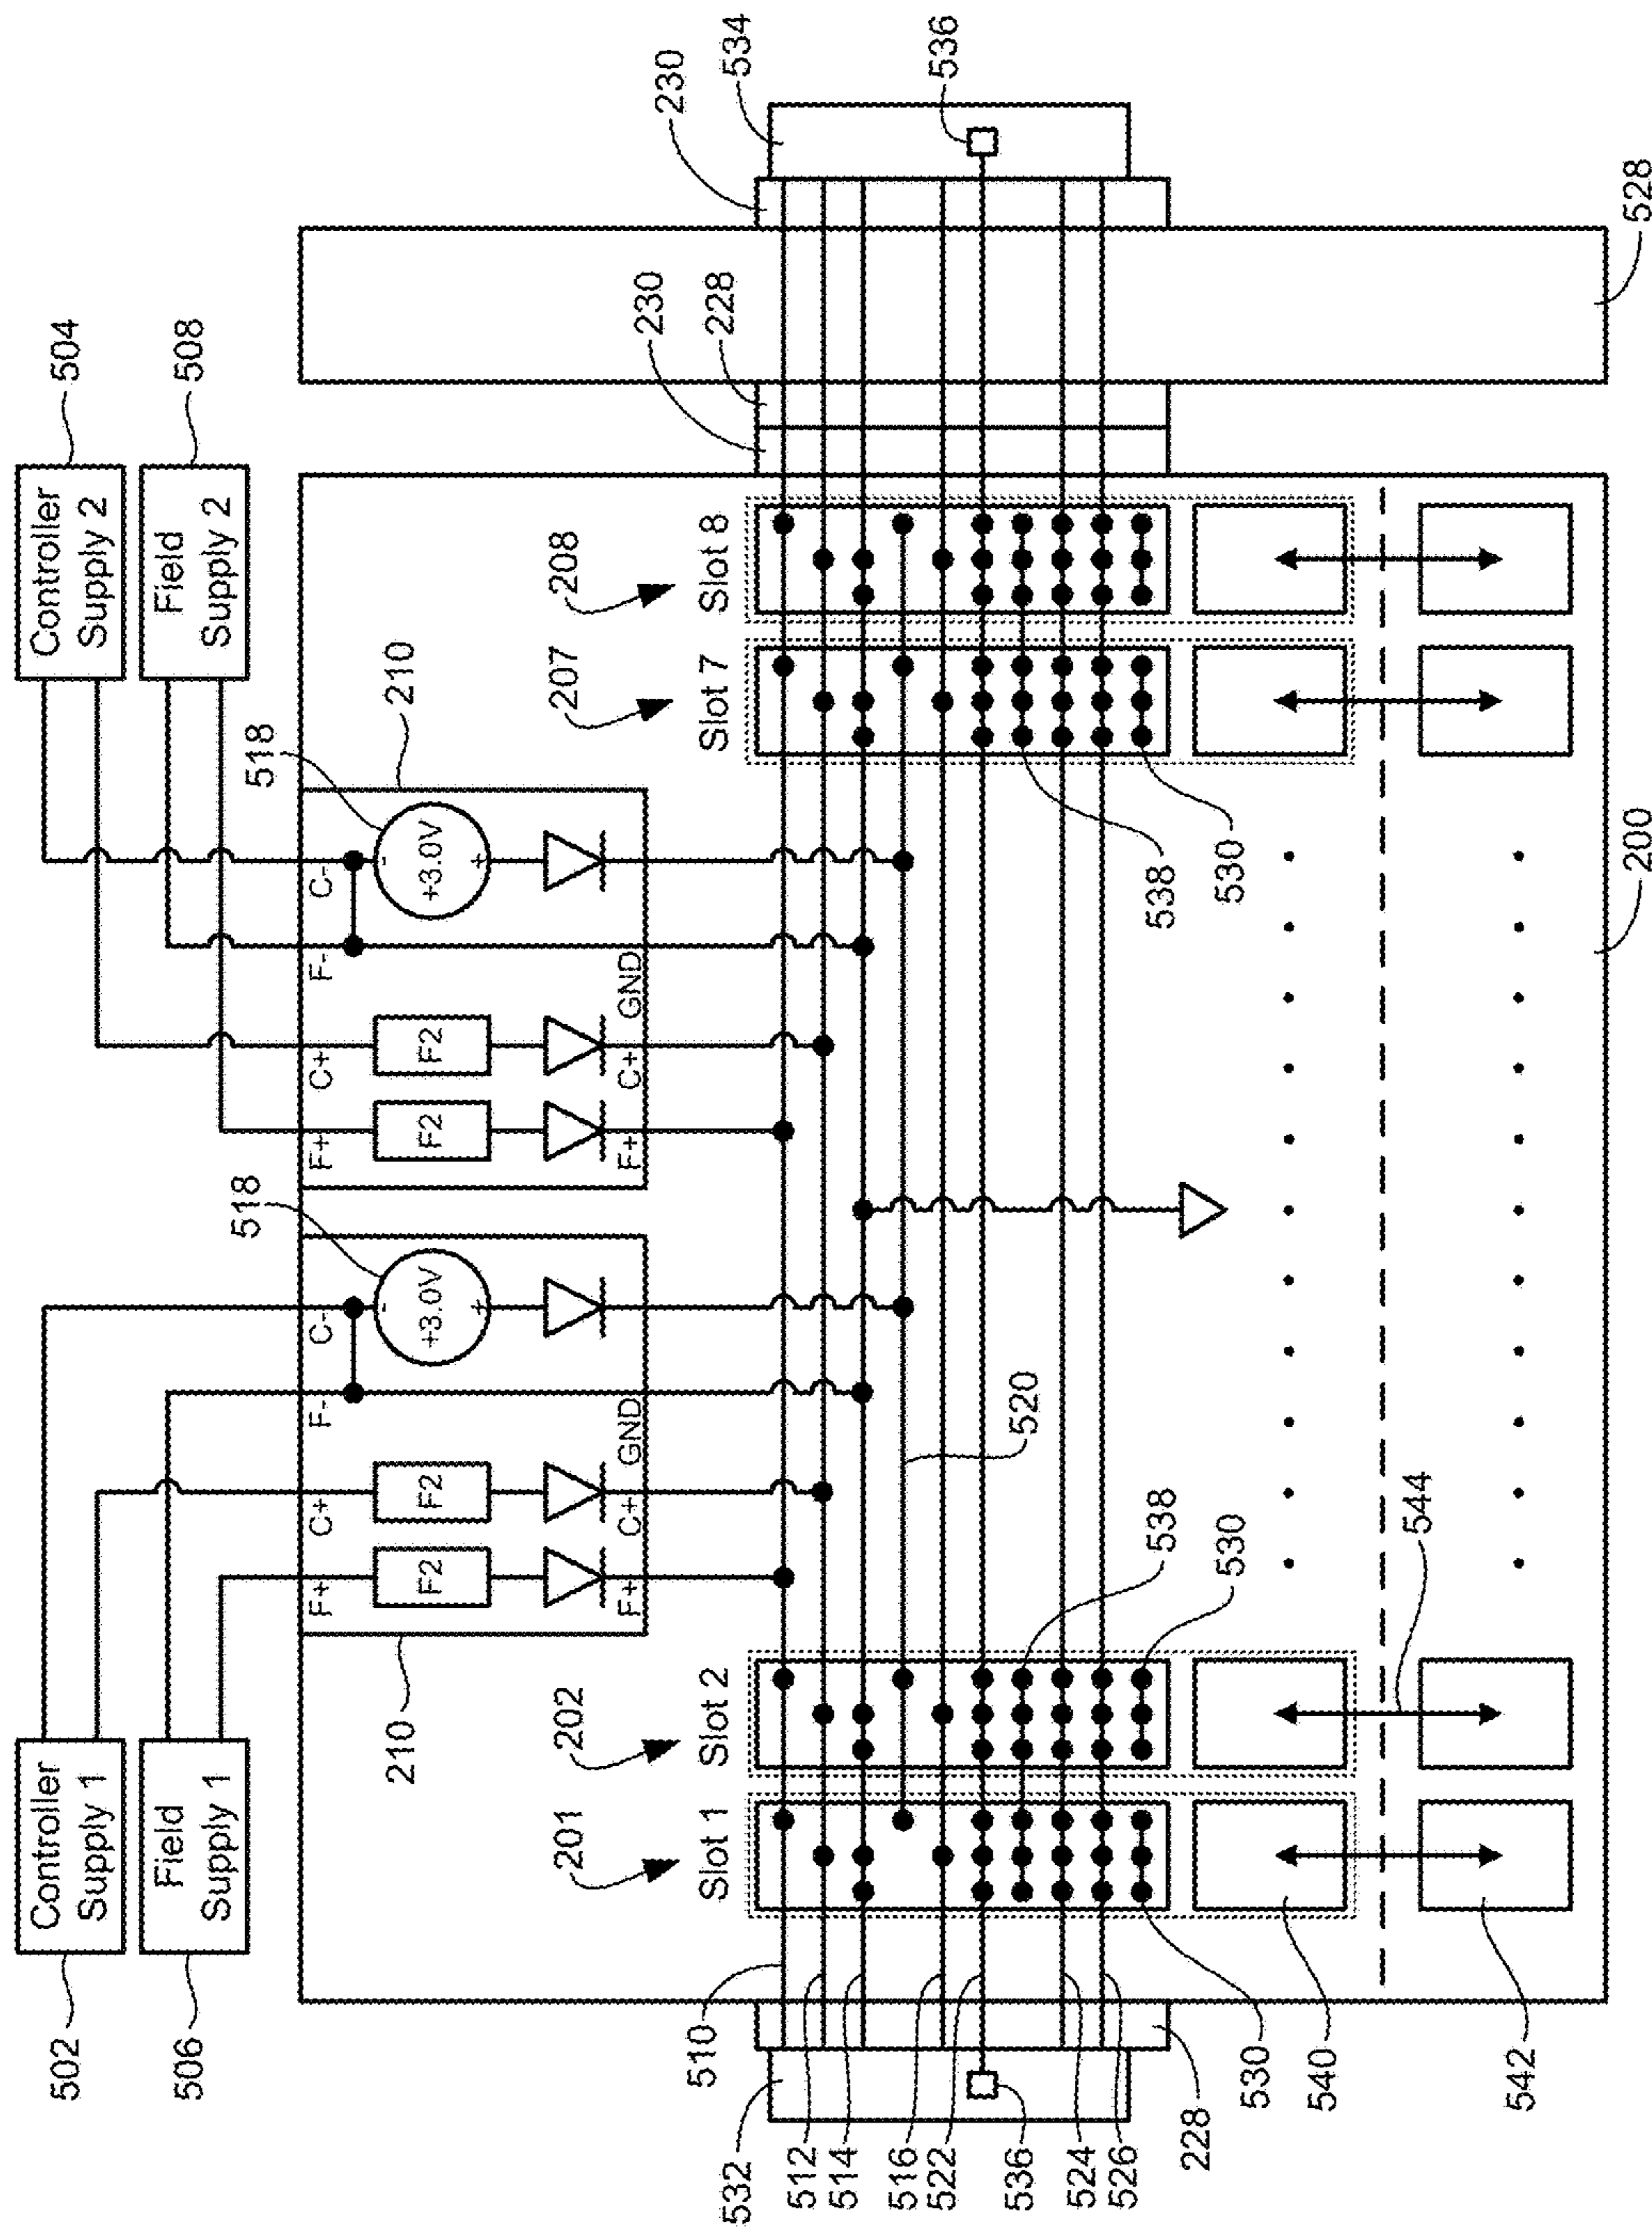 Controller
Supply 1
Field
Supply 1
Controller
Supply 2
Field
Supply 2
502
506
504
508
210
518
210
518
F+
C+
F-
C-
F2
F2
+3.0V
-
+
F+
C+
GND
F+
C+
F-
C-
F2
F2
+3.0V
-
+
F+
C+
GND
201
202
207
208
Slot 1
Slot 2
Slot 7
Slot 8
230
228
230
534
536
510
532
512
514
516
522
536
524
526
228
520
538
530
538
530
530
540
542
544
200
528